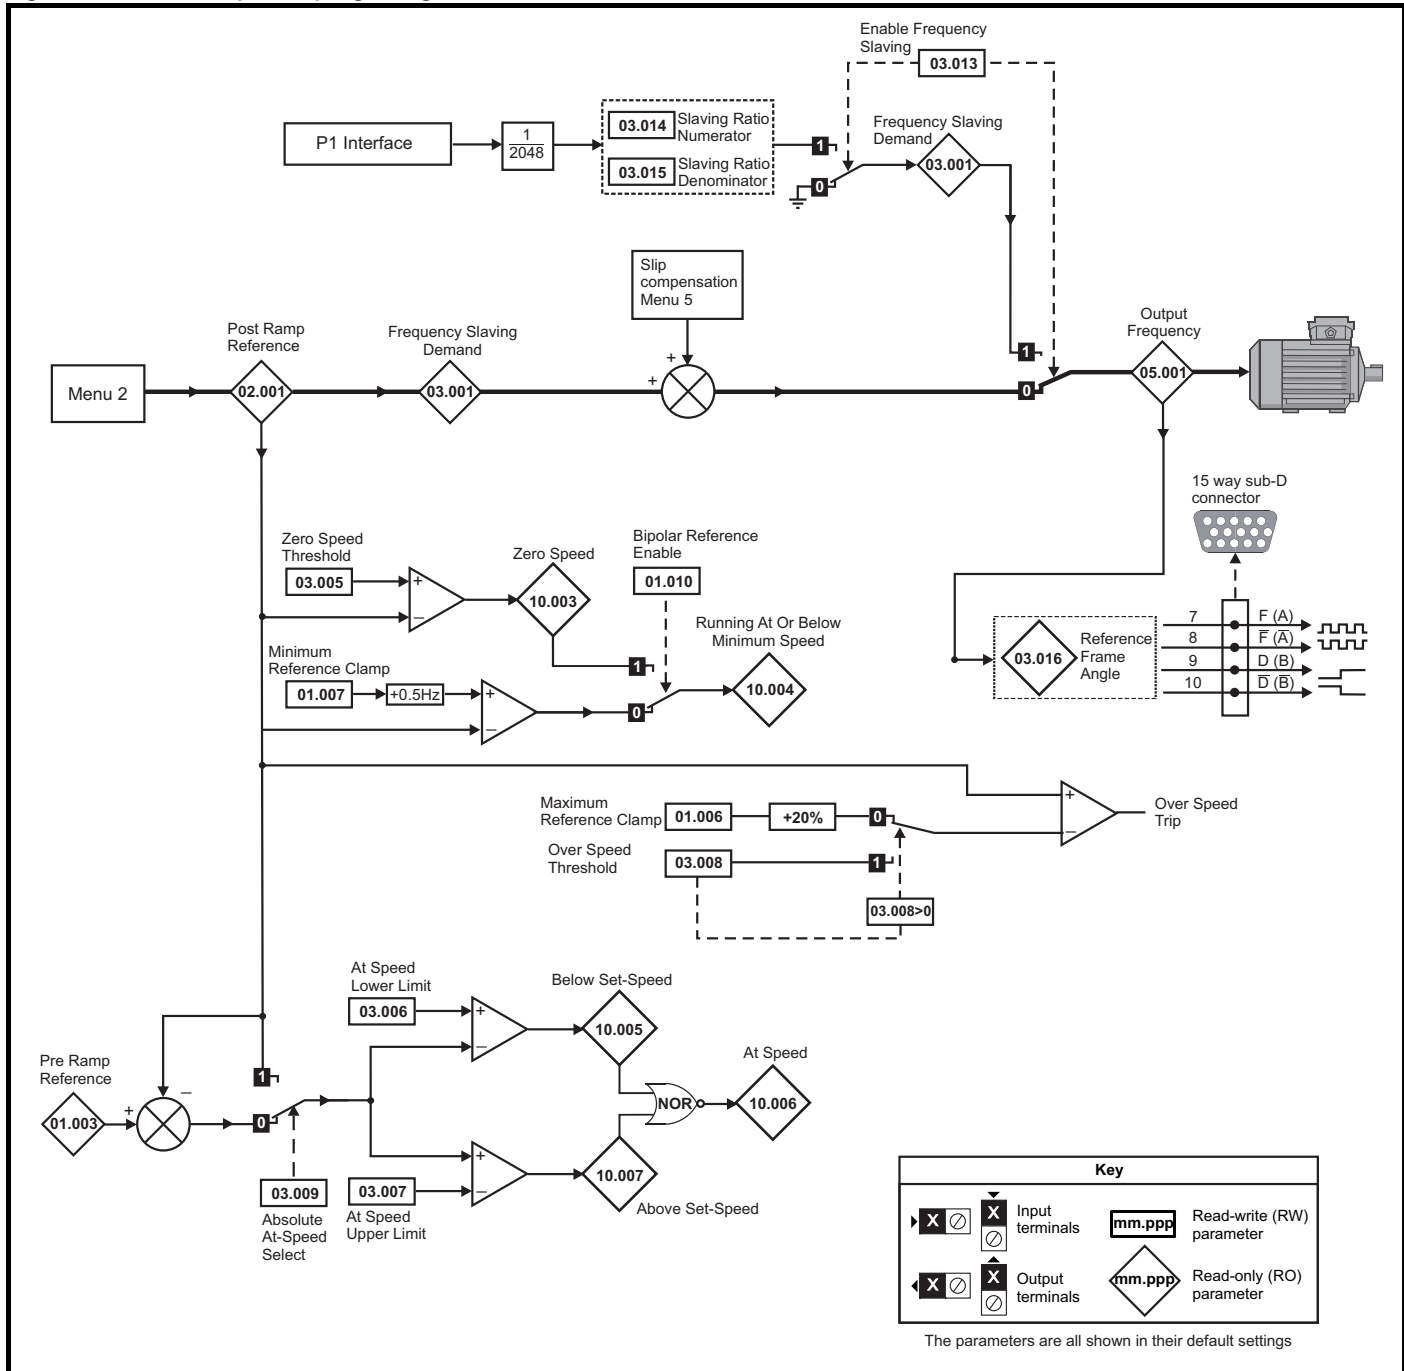 Enable Frequency
Slaving
03.013
P1 Interface
1
2048
03.014
Slaving Ratio
Numerator
03.015
Slaving Ratio
Denominator
1
0
Frequency Slaving
Demand
03.001
Slip
compensation
Menu 5
Menu 2
Post Ramp
Reference
02.001
Frequency Slaving
Demand
03.001
+
+
1
0
Output
Frequency
05.001
15 way sub-D
connector
Zero Speed
Threshold
03.005
+
−
Zero Speed
10.003
Bipolar Reference
Enable
01.010
Running At Or Below
Minimum Speed
10.004
1
0
Minimum
Reference Clamp
01.007
+0.5Hz
+
−
03.016
Reference
Frame
Angle
7
F (A)
8
F̅ (A̅)
9
D (B)
10
D̅ (B̅)
Maximum
Reference Clamp
01.006
+20%
0
Over Speed
Threshold
03.008
1
03.008>0
+
−
Over Speed
Trip
At Speed
Lower Limit
03.006
+
−
Below Set-Speed
10.005
Pre Ramp
Reference
01.003
+
−
1
0
03.009
Absolute
At-Speed
Select
03.007
At Speed
Upper Limit
+
−
10.007
Above Set-Speed
NOR
At Speed
10.006
Key
X
X
Input
terminals
mm.ppp
Read-write (RW)
parameter
X
X
Output
terminals
mm.ppp
Read-only (RO)
parameter
The parameters are all shown in their default settings